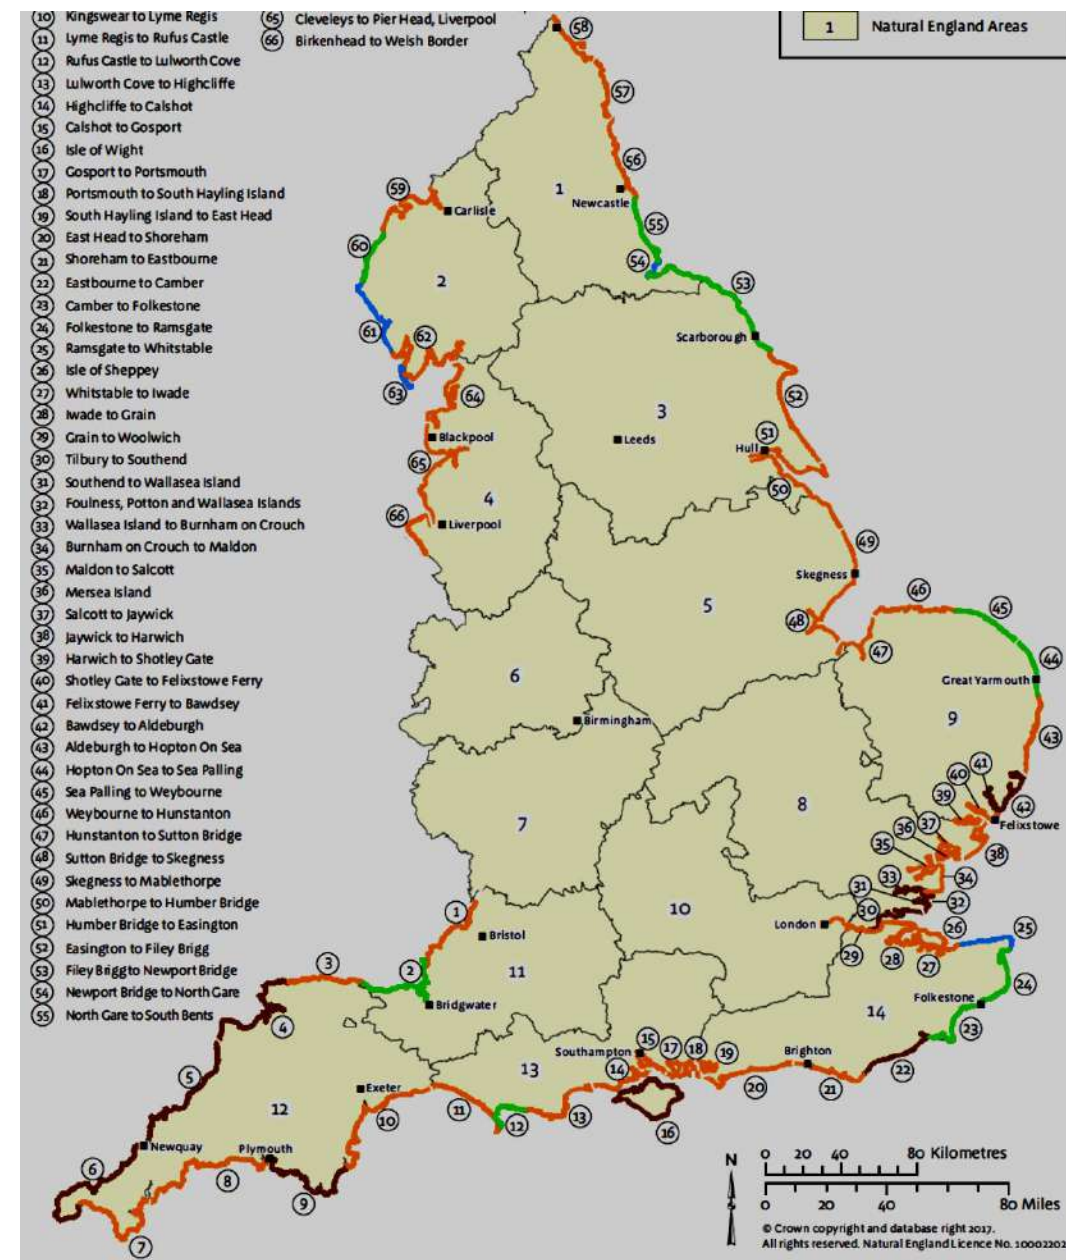 10 Kingswear to Lyme Regis
11 Lyme Regis to Rufus Castle
12 Rufus Castle to Lulworth Cove
13 Lulworth Cove to Highcliffe
14 Highcliffe to Calshot
15 Calshot to Gosport
16 Isle of Wight
17 Gosport to Portsmouth
18 Portsmouth to South Hayling Island
19 South Hayling Island to East Head
20 East Head to Shoreham
21 Shoreham to Eastbourne
22 Eastbourne to Camber
23 Camber to Folkestone
24 Folkestone to Ramsgate
25 Ramsgate to Whitstable
26 Isle of Sheppey
27 Whitstable to Iwade
28 Iwade to Grain
29 Grain to Woolwich
30 Tilbury to Southend
31 Southend to Wallasea Island
32 Foulness, Potton and Wallasea Islands
33 Wallasea Island to Burnham on Crouch
34 Burnham on Crouch to Maldon
35 Maldon to Salcott
36 Mersea Island
37 Salcott to Jaywick
38 Jaywick to Harwich
39 Harwich to Shotley Gate
40 Shotley Gate to Felixstowe Ferry
41 Felixstowe Ferry to Bawdsey
42 Bawdsey to Aldeburgh
43 Aldeburgh to Hopton On Sea
44 Hopton On Sea to Sea Palling
45 Sea Palling to Weybourne
46 Weybourne to Hunstanton
47 Hunstanton to Sutton Bridge
48 Sutton Bridge to Skegness
49 Skegness to Mablethorpe
50 Mablethorpe to Humber Bridge
51 Humber Bridge to Easington
52 Easington to Filey Brigg
53 Filey Brigg to Newport Bridge
54 Newport Bridge to North Gare
55 North Gare to South Bents
65 Cleveleys to Pier Head, Liverpool
66 Birkenhead to Welsh Border
1 Natural England Areas
58
57
56
1
Newcastle
59
Carlisle
55
60
54
2
53
61
62
Scarborough
63
64
52
3
51
Blackpool
Leeds
Hull
65
50
4
66
Liverpool
49
Skegness
46
45
5
48
47
44
6
Great Yarmouth
Birmingham
9
43
41
40
8
42
39
7
37
Felixstowe
36
38
35
34
33
31
32
10
30
1
London
Bristol
26
25
29
28
27
3
2
11
24
Bridgwater
Folkestone
14
4
23
15
Southampton
17
18
19
Brighton
5
13
14
22
Exeter
20
21
12
10
11
12
13
16
Newquay
Plymouth
6
8
9
7
N
0 20 40 80 Kilometres
0 20 40 80 Miles
© Crown copyright and database right 2017.
All rights reserved. Natural England Licence No. 10002202